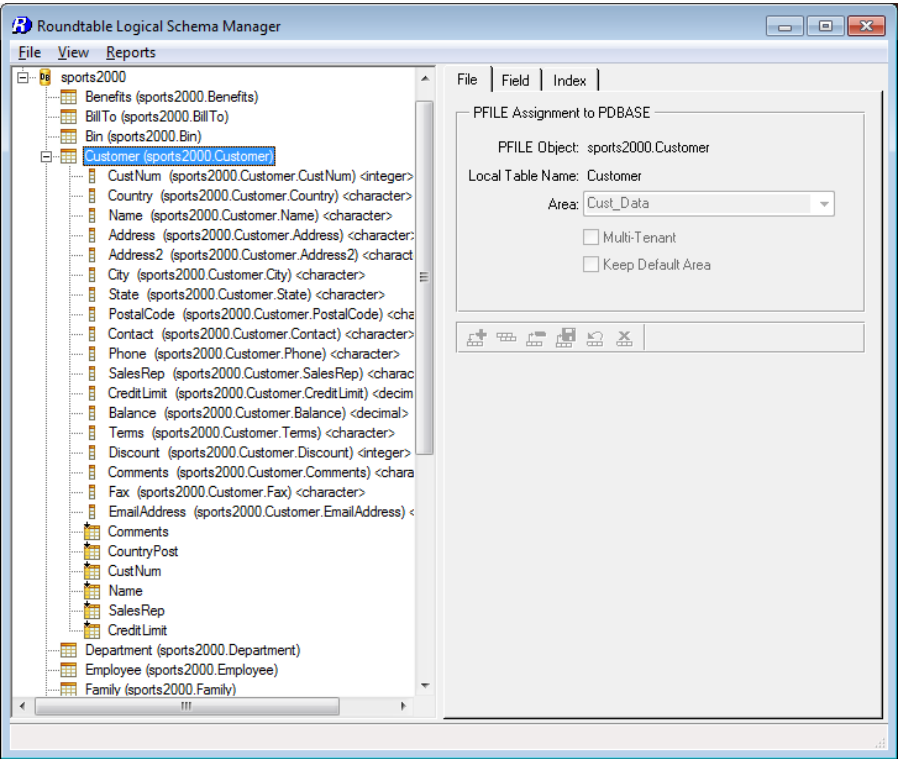 Roundtable Logical Schema Manager
File View Reports
sports2000
Benefits (sports2000.Benefits)
BillTo (sports2000.BillTo)
Bin (sports2000.Bin)
Customer (sports2000.Customer)
CustNum (sports2000.Customer.CustNum) <integer>
Country (sports2000.Customer.Country) <character>
Name (sports2000.Customer.Name) <character>
Address (sports2000.Customer.Address) <character>
Address2 (sports2000.Customer.Address2) <charact
City (sports2000.Customer.City) <character>
State (sports2000.Customer.State) <character>
PostalCode (sports2000.Customer.PostalCode) <cha
Contact (sports2000.Customer.Contact) <character>
Phone (sports2000.Customer.Phone) <character>
SalesRep (sports2000.Customer.SalesRep) <charac
CreditLimit (sports2000.Customer.CreditLimit) <decim
Balance (sports2000.Customer.Balance) <decimal>
Terms (sports2000.Customer.Terms) <character>
Discount (sports2000.Customer.Discount) <integer>
Comments (sports2000.Customer.Comments) <chara
Fax (sports2000.Customer.Fax) <character>
EmailAddress (sports2000.Customer.EmailAddress) <
Comments
CountryPost
CustNum
Name
SalesRep
CreditLimit
Department (sports2000.Department)
Employee (sports2000.Employee)
Family (sports2000.Family)
File Field Index
PFILE Assignment to PDBASE
PFILE Object: sports2000.Customer
Local Table Name: Customer
Area: Cust_Data
Multi-Tenant
Keep Default Area